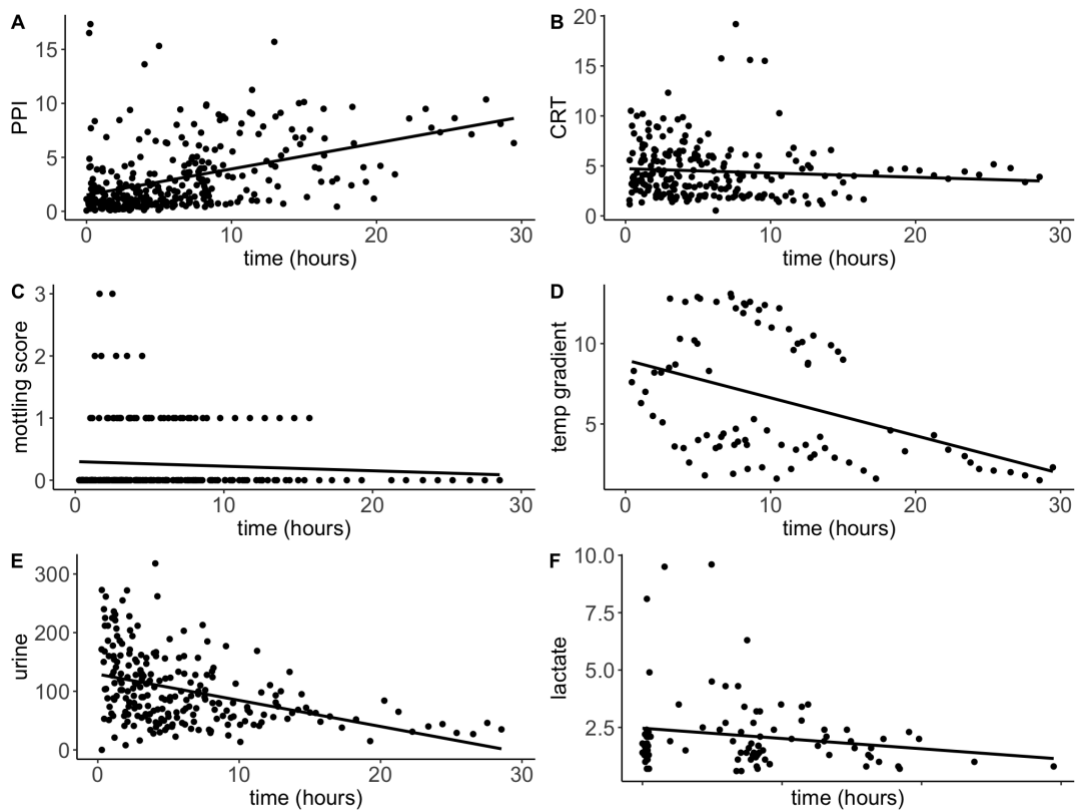 A
PPI
15
10
5
0
0 10 20 30
time (hours)
B
CRT
20
15
10
5
0
0 10 20 30
time (hours)
C
mottling score
3
2
1
0
0 10 20 30
time (hours)
D
temp gradient
10
5
0 10 20 30
time (hours)
E
urine
300
200
100
0
0 10 20 30
time (hours)
F
lactate
10.0
7.5
5.0
2.5
time (hours)